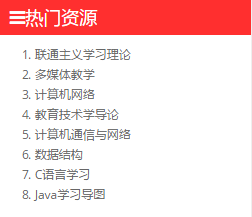 热门资源
1. 联通主义学习理论
2. 多媒体教学
3. 计算机网络
4. 教育技术学导论
5. 计算机通信与网络
6. 数据结构
7. C语言学习
8. Java学习导图